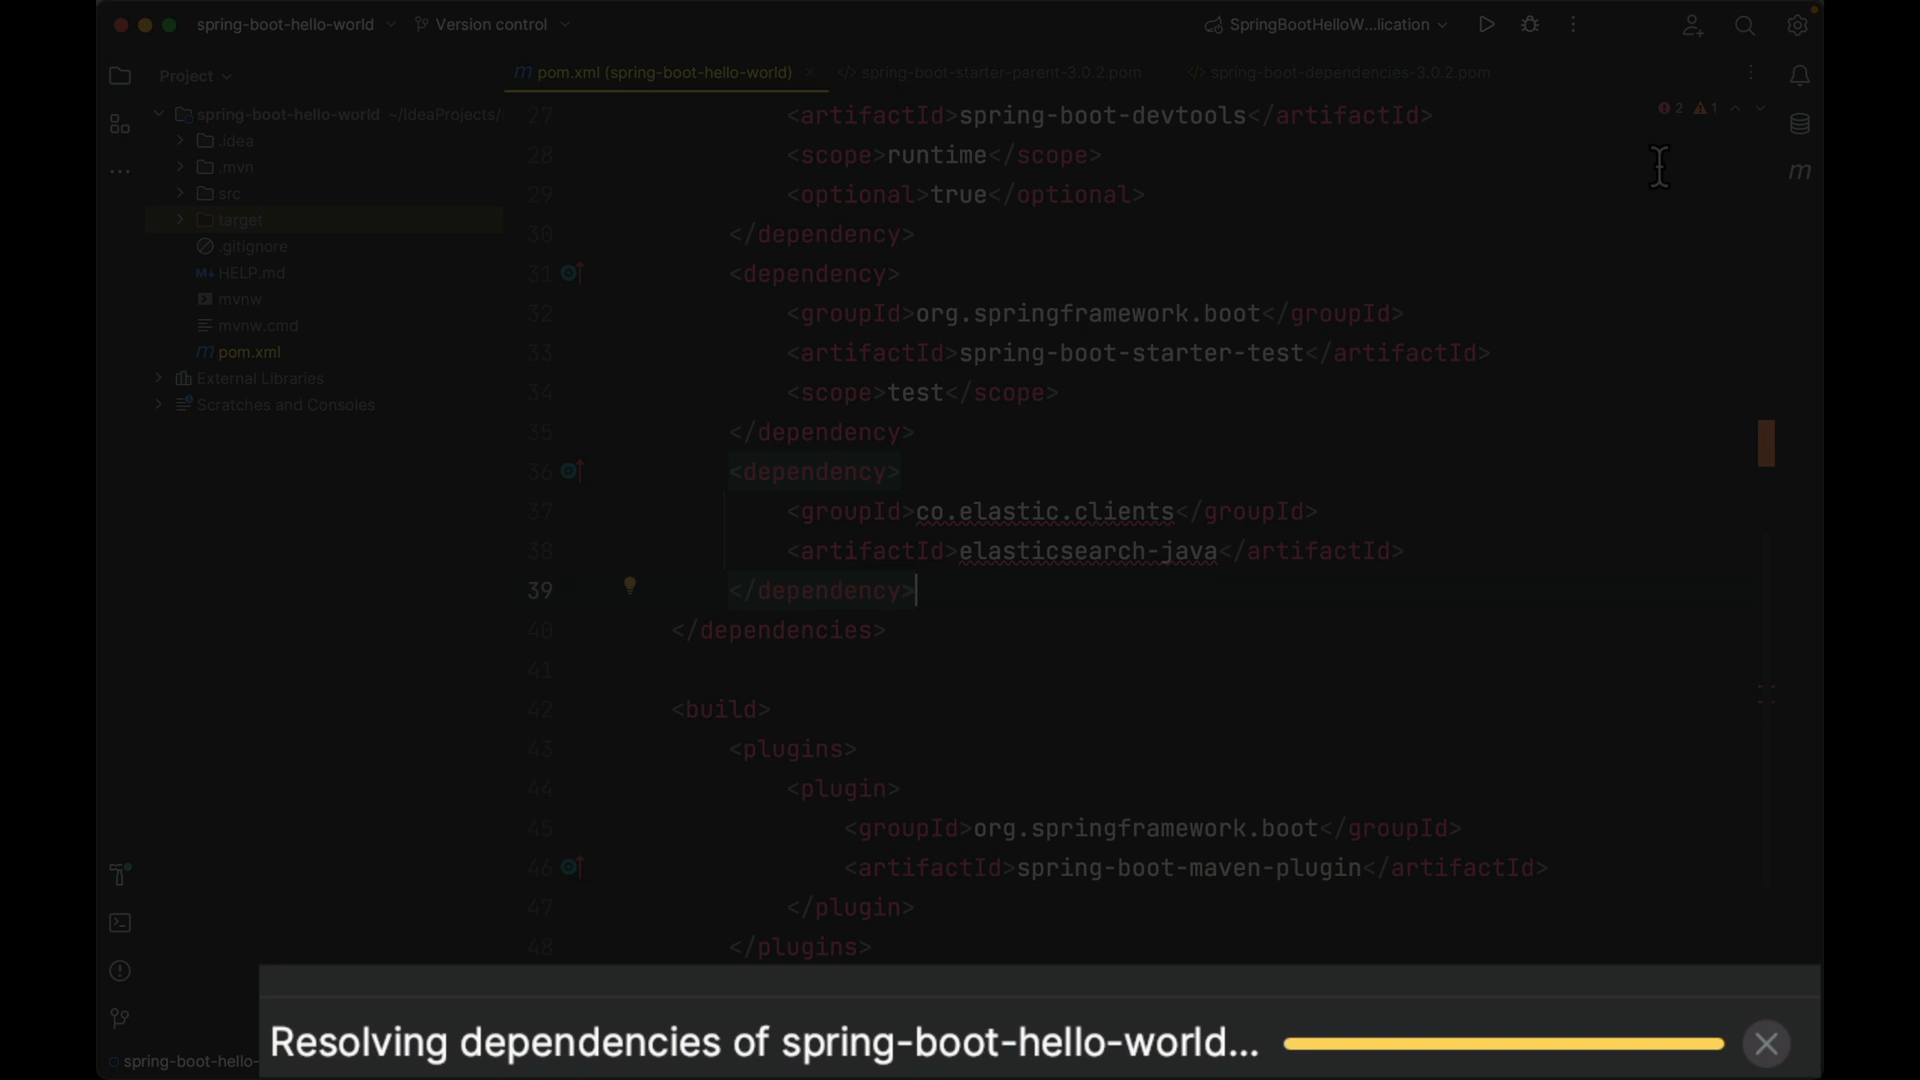 spring-boot-hello-world
Version control
SpringBootHelloW...lication
Project
pom.xml (spring-boot-hello-world)
spring-boot-starter-parent-3.0.2.pom
spring-boot-dependencies-3.0.2.pom
spring-boot-hello-world ~/IdeaProjects/
.idea
.mvn
src
target
.gitignore
M↓ HELP.md
mvnw
mvnw.cmd
m pom.xml
External Libraries
Scratches and Consoles
2 1
m
27 <artifactId>spring-boot-devtools</artifactId>
28 <scope>runtime</scope>
29 <optional>true</optional>
30 </dependency>
31 <dependency>
32 <groupId>org.springframework.boot</groupId>
33 <artifactId>spring-boot-starter-test</artifactId>
34 <scope>test</scope>
35 </dependency>
36 <dependency>
37 <groupId>co.elastic.clients</groupId>
38 <artifactId>elasticsearch-java</artifactId>
39 </dependency>
40 </dependencies>
41
42 <build>
43 <plugins>
44 <plugin>
45 <groupId>org.springframework.boot</groupId>
46 <artifactId>spring-boot-maven-plugin</artifactId>
47 </plugin>
48 </plugins>
Resolving dependencies of spring-boot-hello-world...
spring-boot-hello-